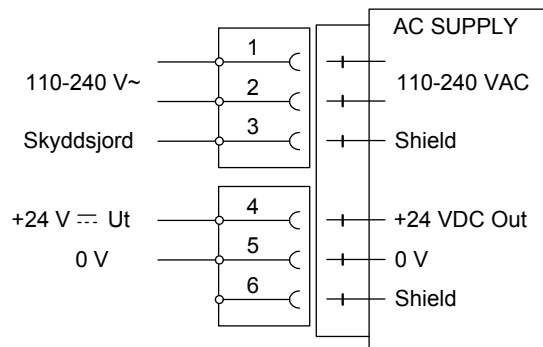 AC SUPPLY
1
110-240 V~
2
110-240 VAC
Skyddsjord
3
Shield
+24 V ⎓ Ut
4
+24 VDC Out
0 V
5
0 V
6
Shield